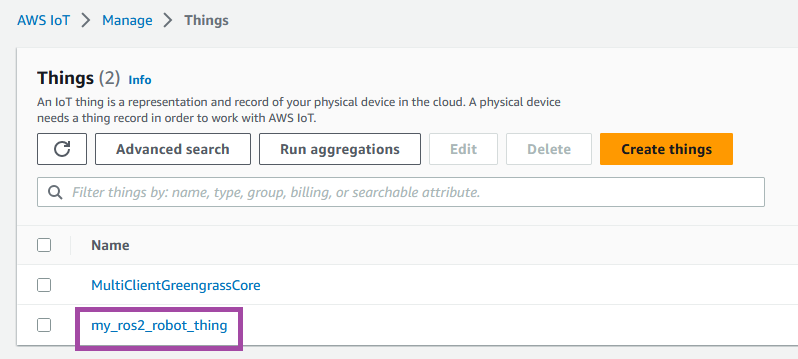 AWS IoT > Manage > Things
Things (2) Info
An IoT thing is a representation and record of your physical device in the cloud. A physical device
needs a thing record in order to work with AWS IoT.
Advanced search Run aggregations Edit Delete Create things
Filter things by: name, type, group, billing, or searchable attribute.
Name
MultiClientGreengrassCore
my_ros2_robot_thing